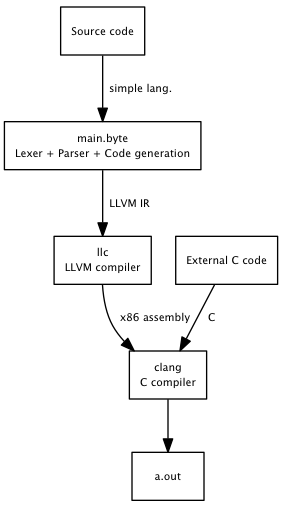 Source code
simple lang.
main.byte
Lexer + Parser + Code generation
LLVM IR
llc
LLVM compiler
External C code
x86 assembly
C
clang
C compiler
a.out